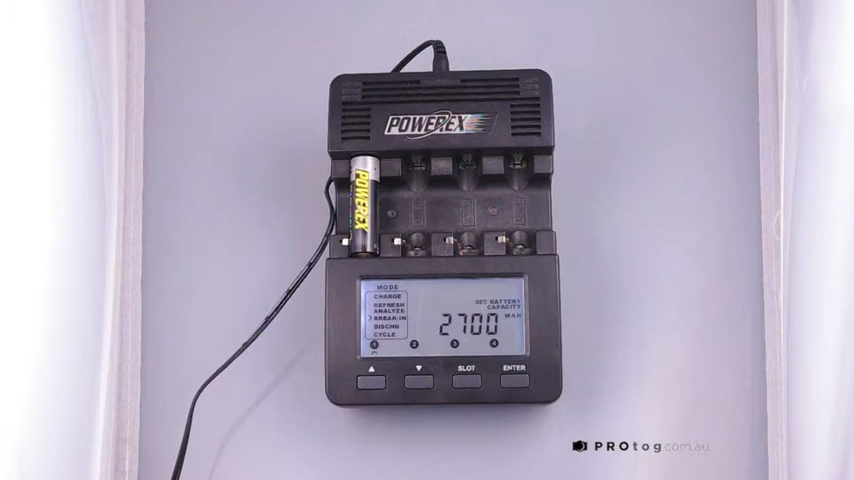 POWEREX
POWEREX
MODE
CHARGE
REFRESH
ANALYZE
BREAK-IN
DISCHG
CYCLE
SET BATTERY
CAPACITY
2700 MAH
1 2 3 4
▲ ▼ SLOT ENTER
PROtog.com.au